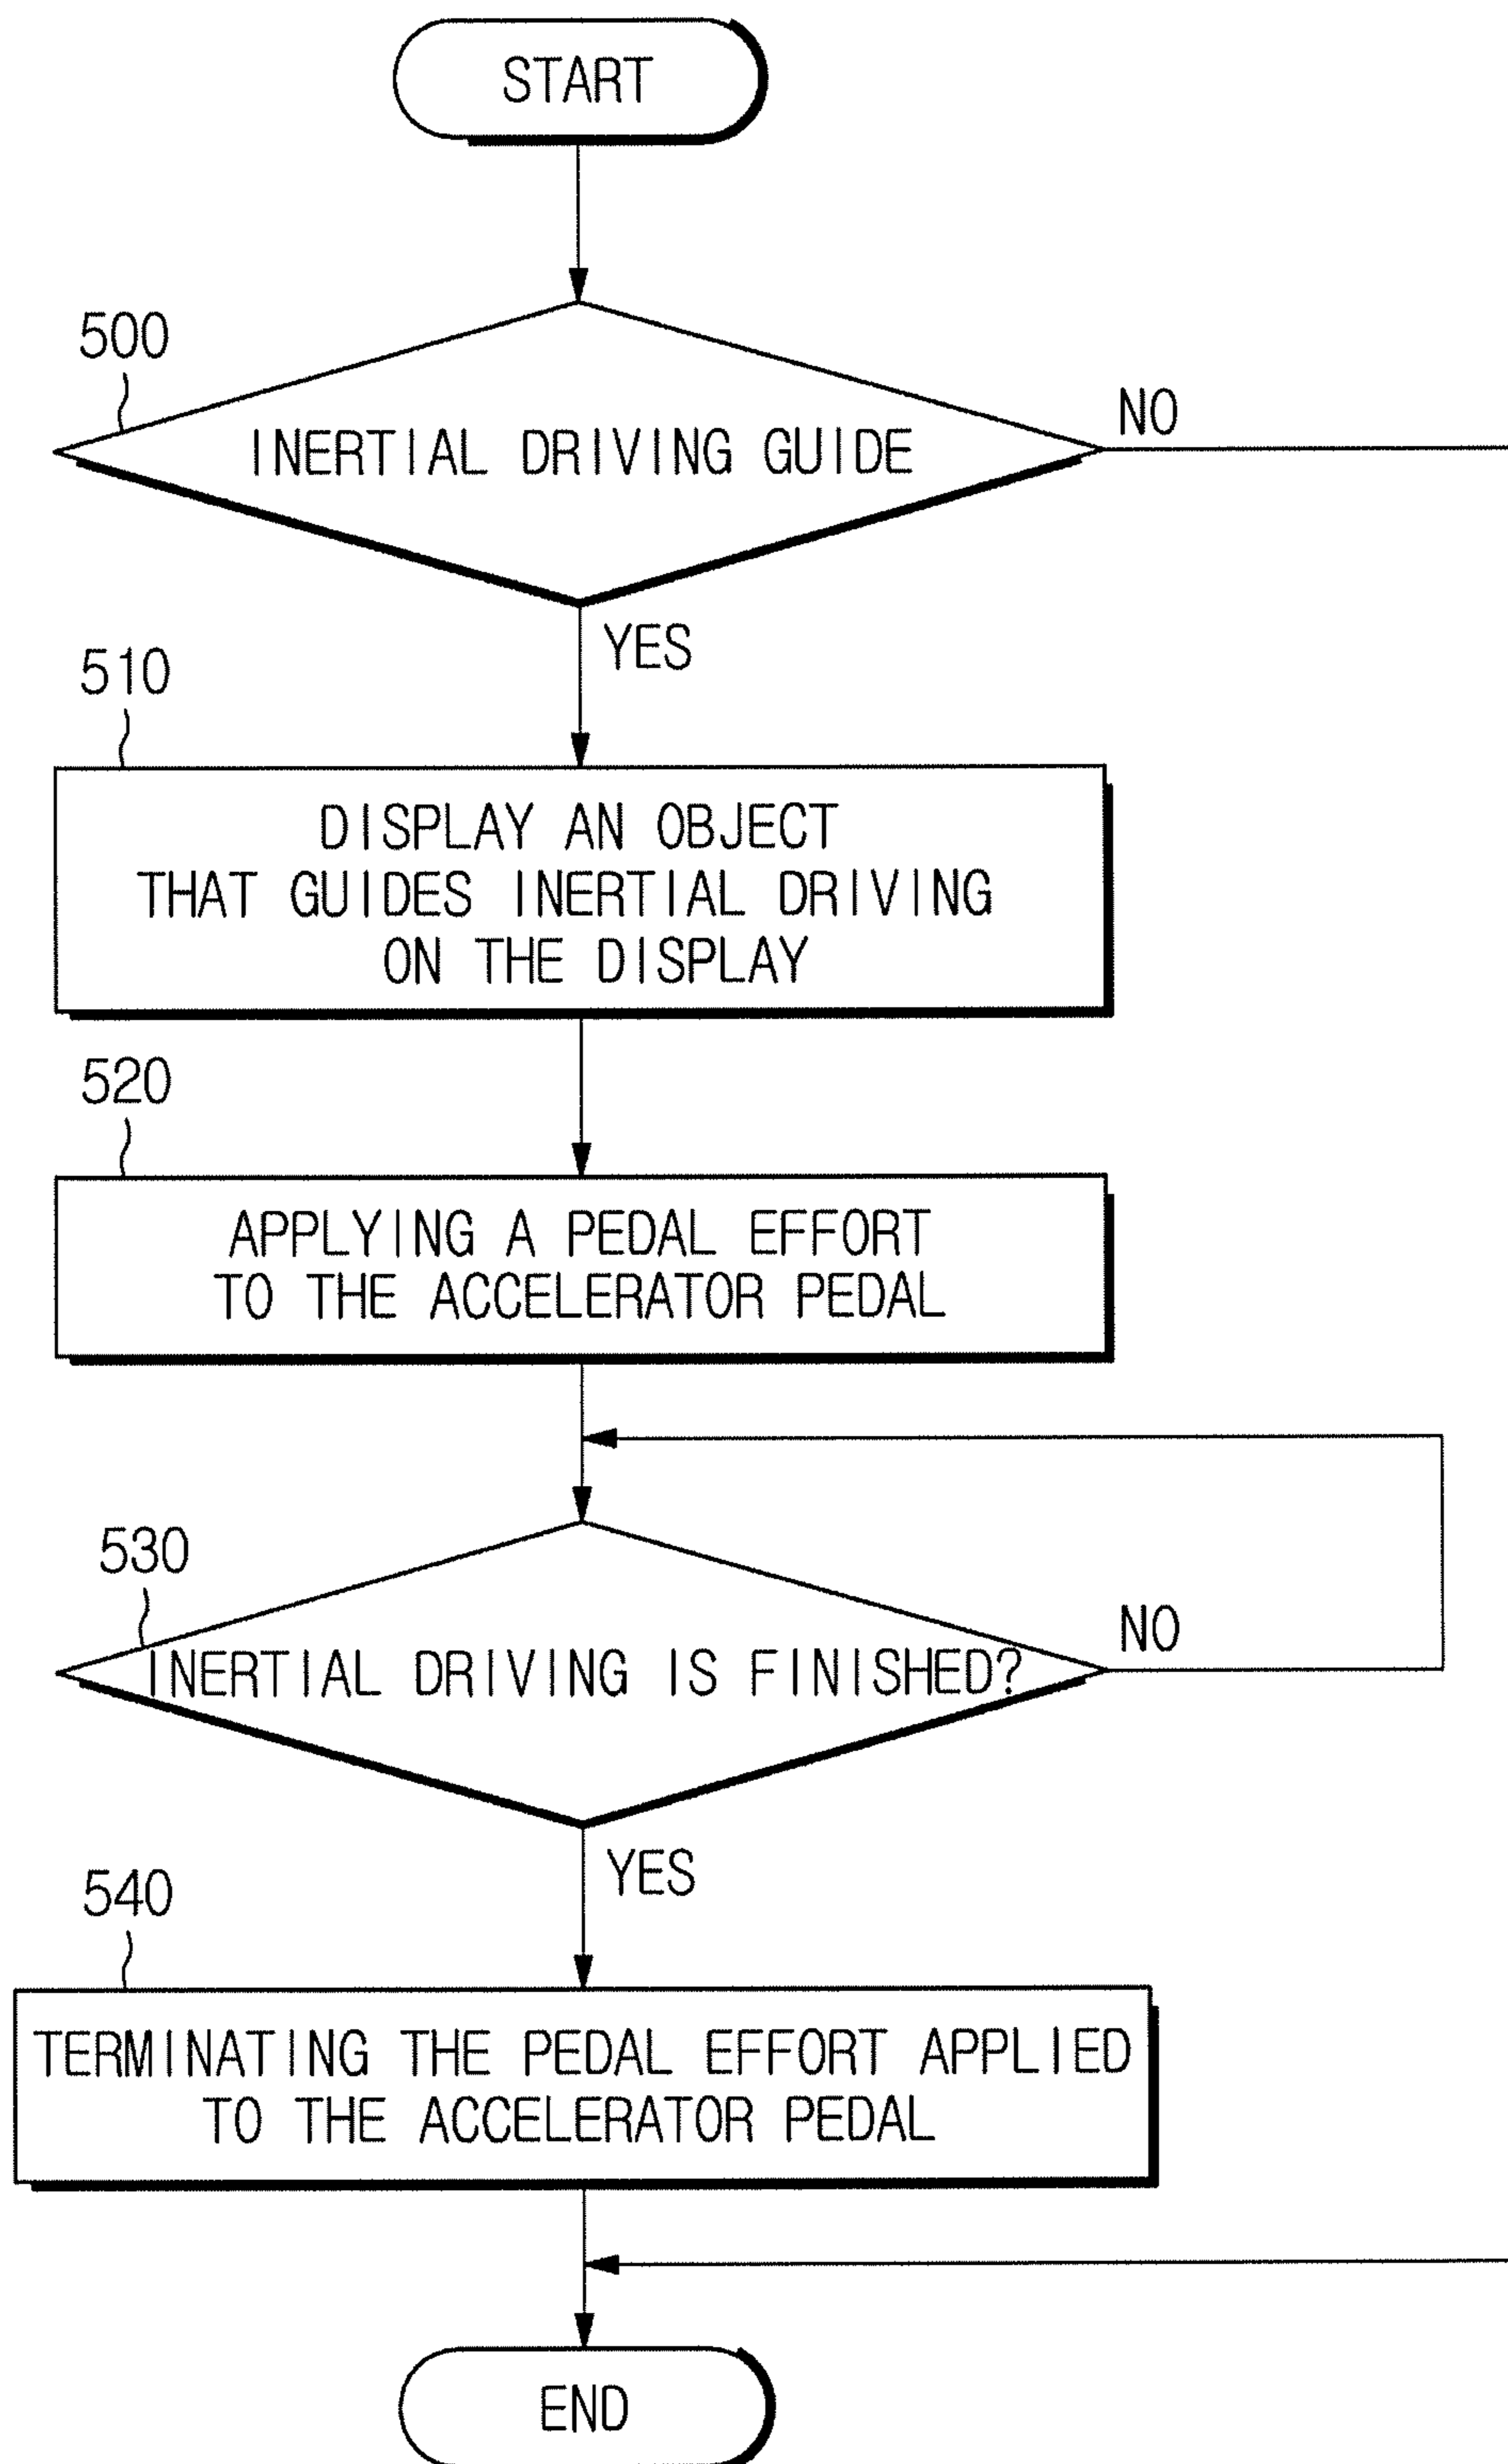 START
500
INERTIAL DRIVING GUIDE
NO
YES
510
DISPLAY AN OBJECT
THAT GUIDES INERTIAL DRIVING
ON THE DISPLAY
520
APPLYING A PEDAL EFFORT
TO THE ACCELERATOR PEDAL
530
INERTIAL DRIVING IS FINISHED?
NO
YES
540
TERMINATING THE PEDAL EFFORT APPLIED
TO THE ACCELERATOR PEDAL
END